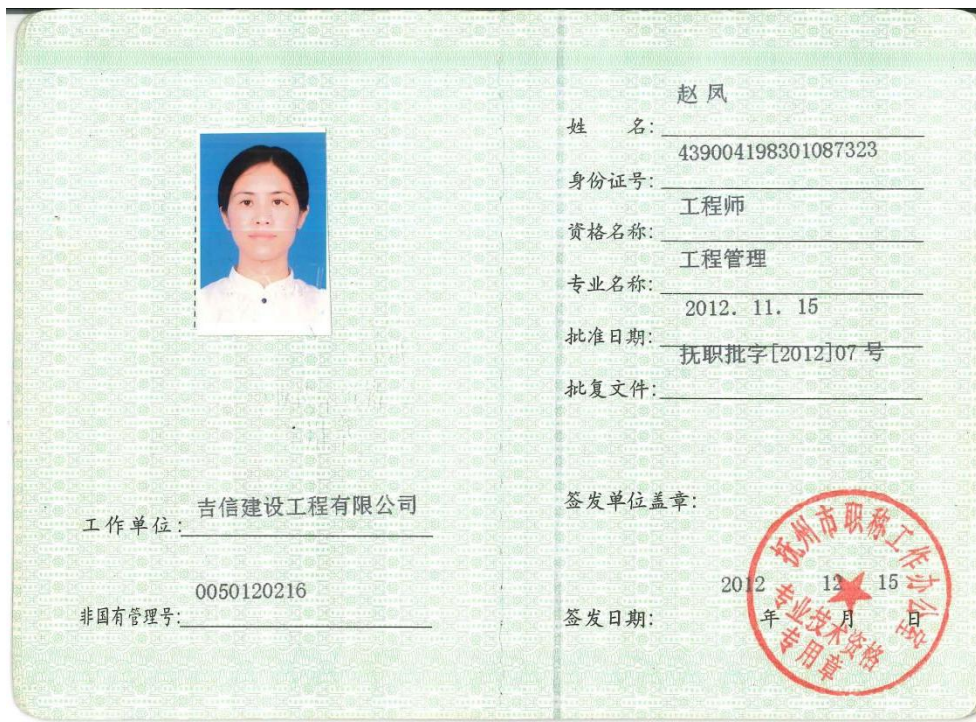 工作单位: 吉信建设工程有限公司
非国有管理号: 0050120216
姓 名: 赵凤
身份证号: 439004198301087323
资格名称: 工程师
专业名称: 工程管理
批准日期: 2012. 11. 15
批复文件: 抚职批字[2012]07 号
签发单位盖章:
签发日期: 2012 年 12 月 15 日
抚州市职称工作办公室
专业技术资格
专用章